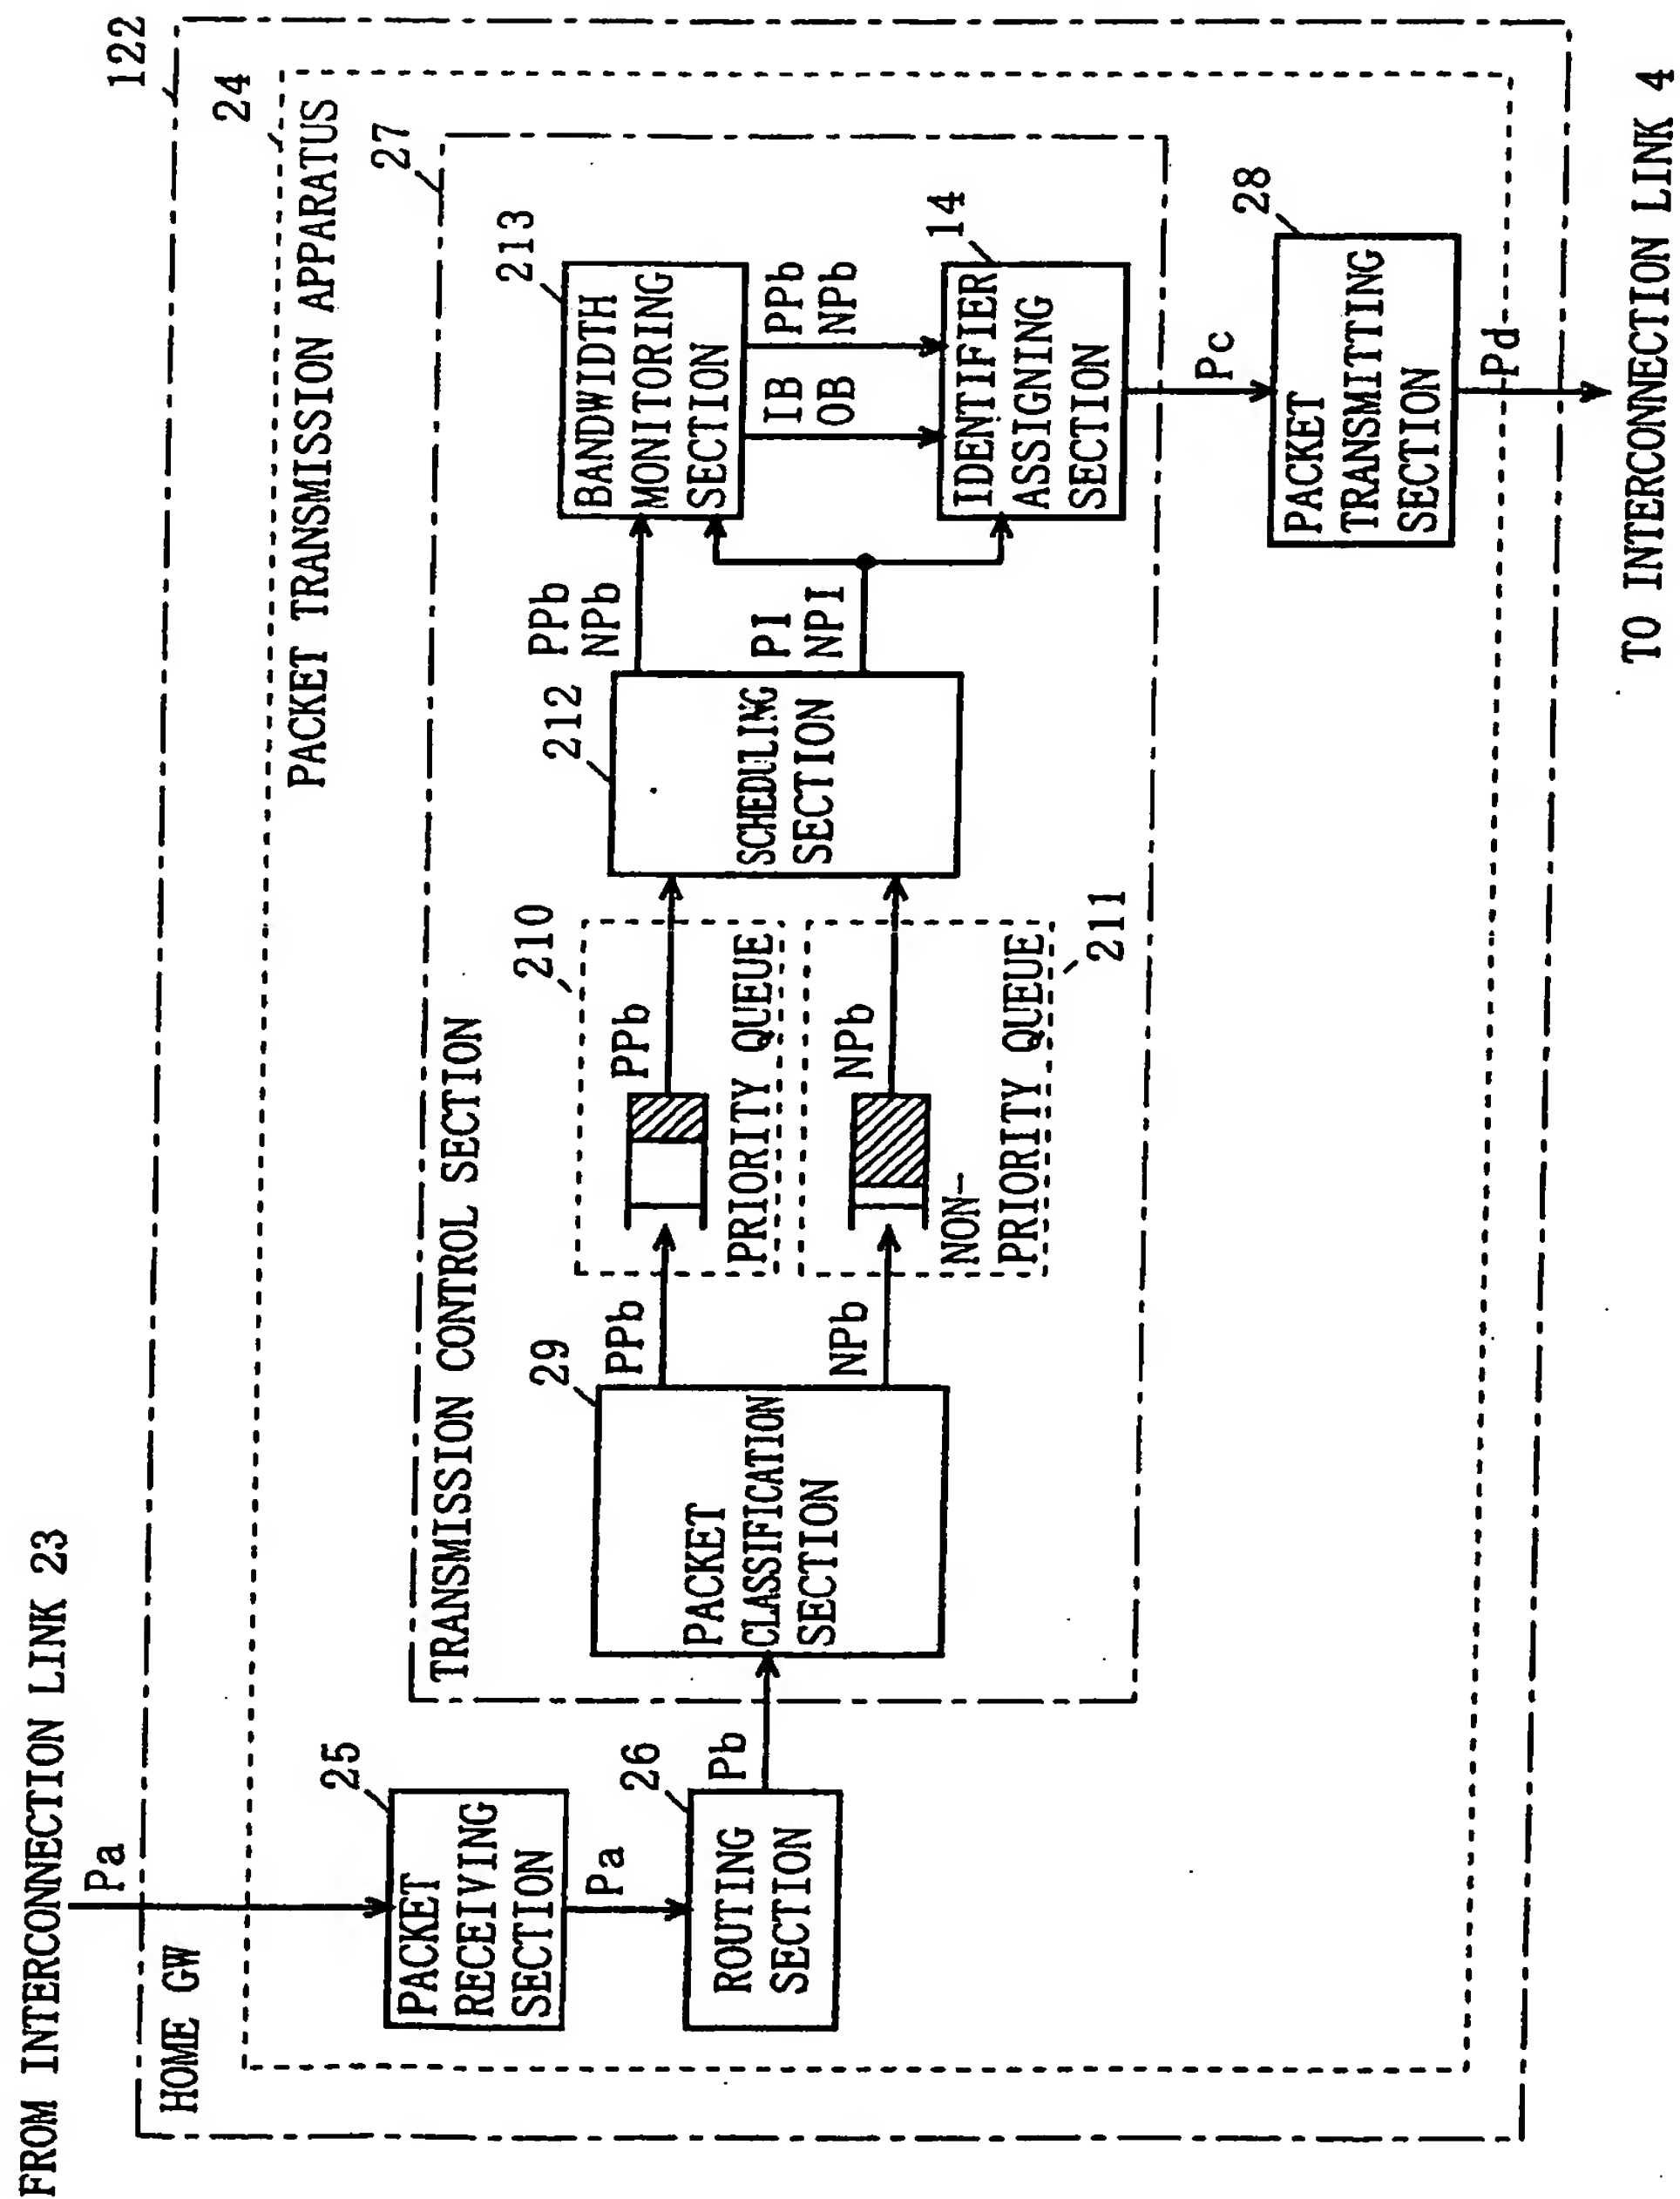 FROM INTERCONNECTION LINK 23
Pa
122
HOME GW
24
PACKET TRANSMISSION APPARATUS
25
PACKET
RECEIVING
SECTION
Pa
26
ROUTING
SECTION
Pb
27
TRANSMISSION CONTROL SECTION
29
PACKET
CLASSIFICATION
SECTION
PPb
NPb
210
PPb
PRIORITY QUEUE
NPb
NON-
PRIORITY QUEUE
211
212
SCHEDULING
SECTION
PPb
NPb
PI
NPI
213
BANDWIDTH
MONITORING
SECTION
IB
OB
PPb
NPb
14
IDENTIFIER
ASSIGNING
SECTION
Pc
28
PACKET
TRANSMITTING
SECTION
Pd
TO INTERCONNECTION LINK 4